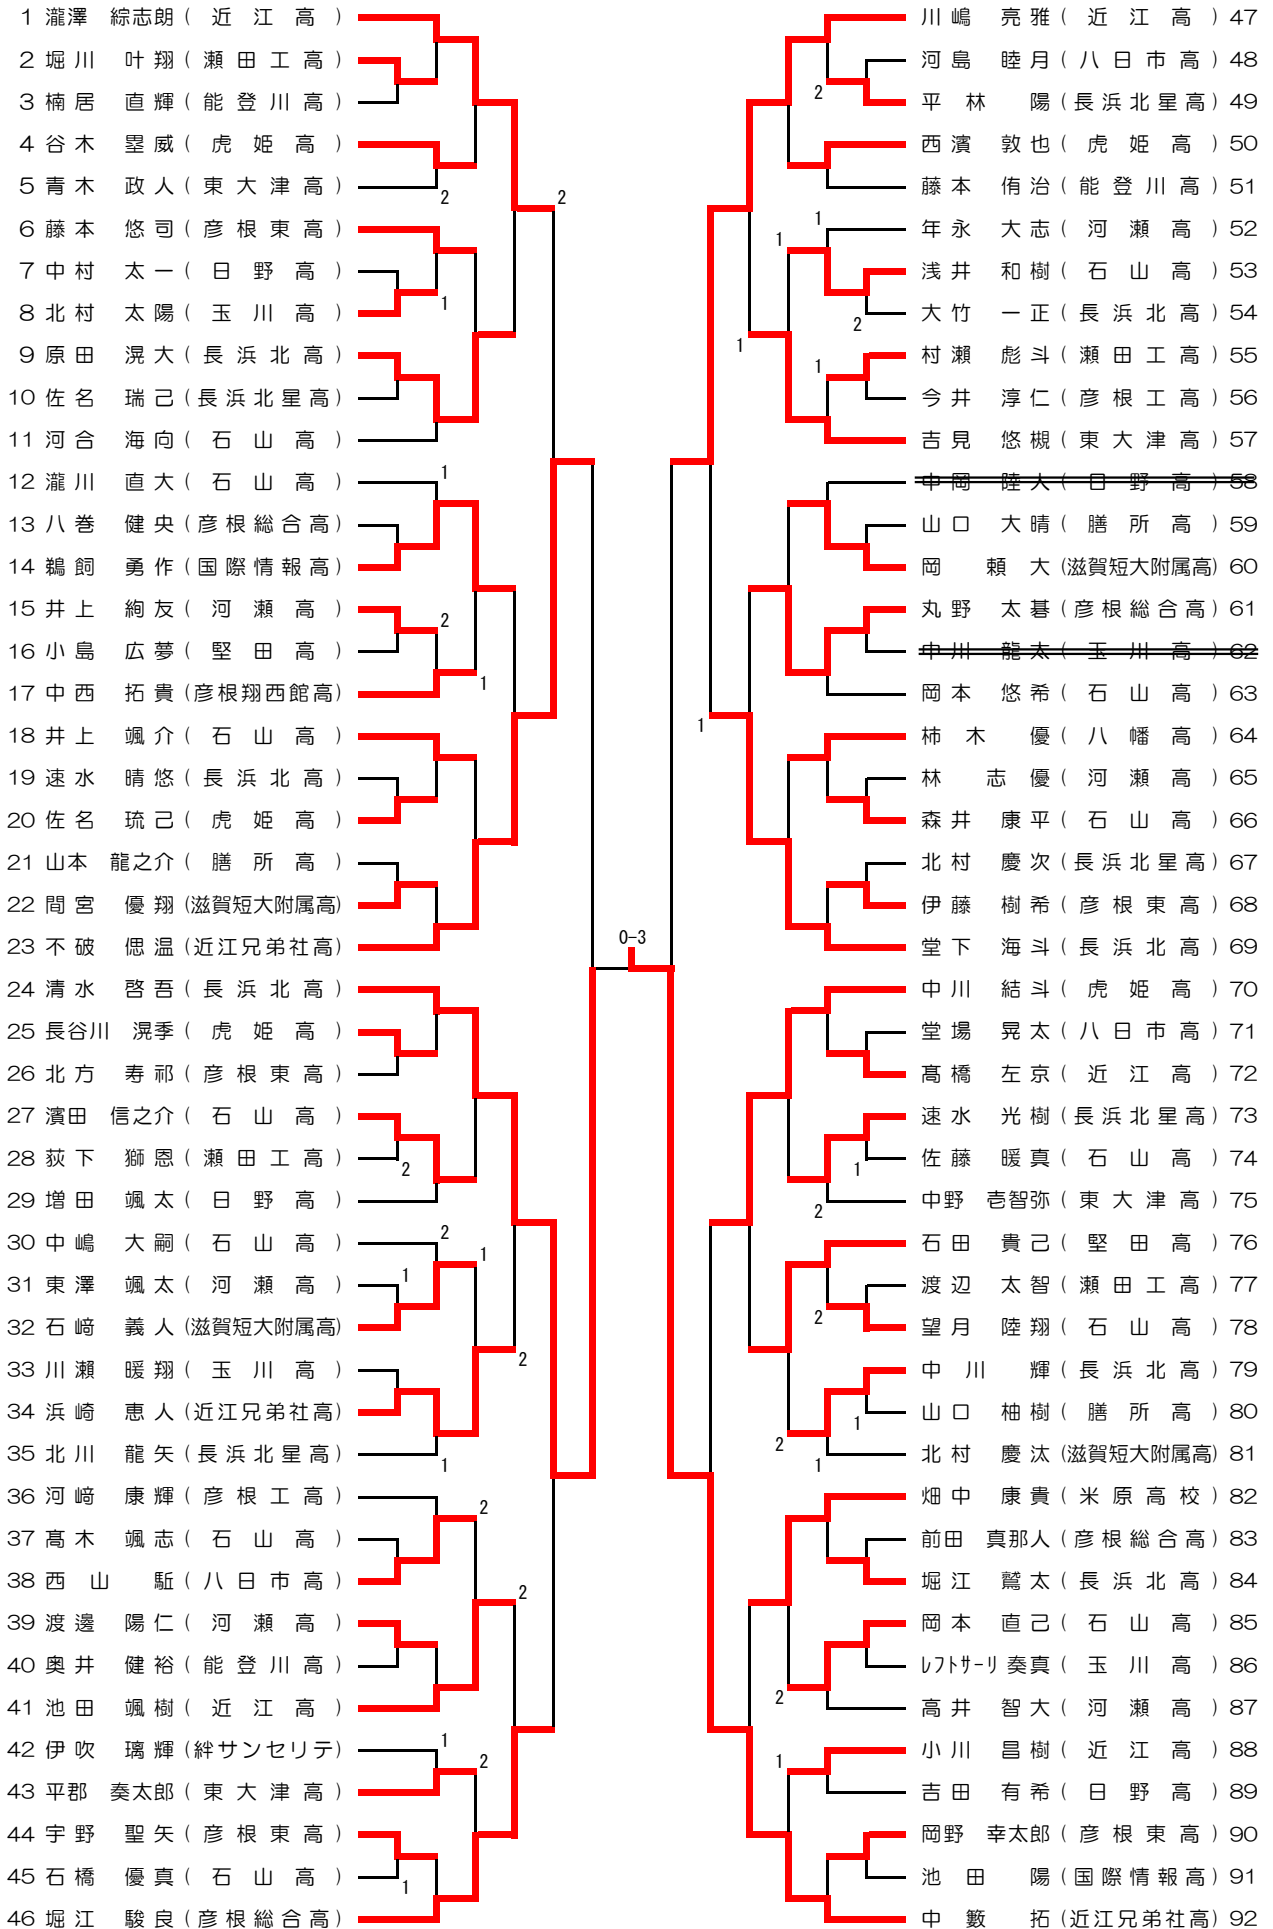 1 瀧澤 綜志朗 ( 近江高 )
2 堀川 叶翔 ( 瀬田工高 )
3 楠居 直輝 ( 能登川高 )
4 谷木 塁威 ( 虎姫高 )
5 青木 政人 ( 東大津高 )
2
2
6 藤本 悠司 ( 彦根東高 )
7 中村 太一 ( 日野高 )
8 北村 太陽 ( 玉川高 )
1
9 原田 滉大 ( 長浜北高 )
10 佐名 瑞己 ( 長浜北星高 )
11 河合 海向 ( 石山高 )
12 瀧川 直大 ( 石山高 )
1
13 八巻 健央 ( 彦根総合高 )
14 鵜飼 勇作 ( 国際情報高 )
15 井上 絢友 ( 河瀬高 )
2
16 小島 広夢 ( 堅田高 )
17 中西 拓貴 ( 彦根翔西館高 )
1
18 井上 颯介 ( 石山高 )
19 速水 晴悠 ( 長浜北高 )
20 佐名 琉己 ( 虎姫高 )
21 山本 龍之介 ( 膳所高 )
22 間宮 優翔 (滋賀短大附属高)
23 不破 偲温 (近江兄弟社高)
0-3
24 清水 啓吾 ( 長浜北高 )
25 長谷川 滉季 ( 虎姫高 )
26 北方 寿祁 ( 彦根東高 )
27 濱田 信之介 ( 石山高 )
28 荻下 獅恩 ( 瀬田工高 )
2
29 増田 颯太 ( 日野高 )
30 中嶋 大嗣 ( 石山高 )
2
1
31 東澤 颯太 ( 河瀬高 )
1
32 石﨑 義人 (滋賀短大附属高)
2
33 川瀬 暖翔 ( 玉川高 )
34 浜崎 恵人 (近江兄弟社高)
35 北川 龍矢 ( 長浜北星高 )
1
36 河﨑 康輝 ( 彦根工高 )
2
37 髙木 颯志 ( 石山高 )
38 西山 駈 ( 八日市高 )
2
39 渡邊 陽仁 ( 河瀬高 )
40 奥井 健裕 ( 能登川高 )
41 池田 颯樹 ( 近江高 )
42 伊吹 璃輝 (絆サンセリテ)
1
2
43 平郡 奏太郎 ( 東大津高 )
44 宇野 聖矢 ( 彦根東高 )
45 石橋 優真 ( 石山高 )
1
46 堀江 駿良 ( 彦根総合高 )
川嶋 亮雅 ( 近江高 ) 47
河島 睦月 ( 八日市高 ) 48
2
平林 陽 ( 長浜北星高 ) 49
西濱 敦也 ( 虎姫高 ) 50
藤本 侑治 ( 能登川高 ) 51
1
1
年永 大志 ( 河瀬高 ) 52
浅井 和樹 ( 石山高 ) 53
2
大竹 一正 ( 長浜北高 ) 54
1
1
村瀬 彪斗 ( 瀬田工高 ) 55
今井 淳仁 ( 彦根工高 ) 56
吉見 悠槻 ( 東大津高 ) 57
中岡 陸人 ( 日野高 ) 58
山口 大晴 ( 膳所高 ) 59
岡 頼大 (滋賀短大附属高) 60
丸野 太碁 ( 彦根総合高 ) 61
中川 龍太 ( 玉川高 ) 62
岡本 悠希 ( 石山高 ) 63
1
柿木 優 ( 八幡高 ) 64
林 志優 ( 河瀬高 ) 65
森井 康平 ( 石山高 ) 66
北村 慶次 ( 長浜北星高 ) 67
伊藤 樹希 ( 彦根東高 ) 68
堂下 海斗 ( 長浜北高 ) 69
中川 結斗 ( 虎姫高 ) 70
堂場 晃太 ( 八日市高 ) 71
髙橋 左京 ( 近江高 ) 72
速水 光樹 ( 長浜北星高 ) 73
1
佐藤 暖真 ( 石山高 ) 74
2
中野 壱智弥 ( 東大津高 ) 75
石田 貴己 ( 堅田高 ) 76
渡辺 太智 ( 瀬田工高 ) 77
2
望月 陸翔 ( 石山高 ) 78
中川 輝 ( 長浜北高 ) 79
1
山口 柚樹 ( 膳所高 ) 80
2
1
北村 慶汰 (滋賀短大附属高) 81
畑中 康貴 ( 米原高校 ) 82
前田 真那人 ( 彦根総合高 ) 83
堀江 鷲太 ( 長浜北高 ) 84
岡本 直己 ( 石山高 ) 85
ﾚﾌﾄｻｰﾘ 奏真 ( 玉川高 ) 86
2
高井 智大 ( 河瀬高 ) 87
1
小川 昌樹 ( 近江高 ) 88
吉田 有希 ( 日野高 ) 89
岡野 幸太郎 ( 彦根東高 ) 90
池田 陽 ( 国際情報高 ) 91
中籔 拓 (近江兄弟社高) 92